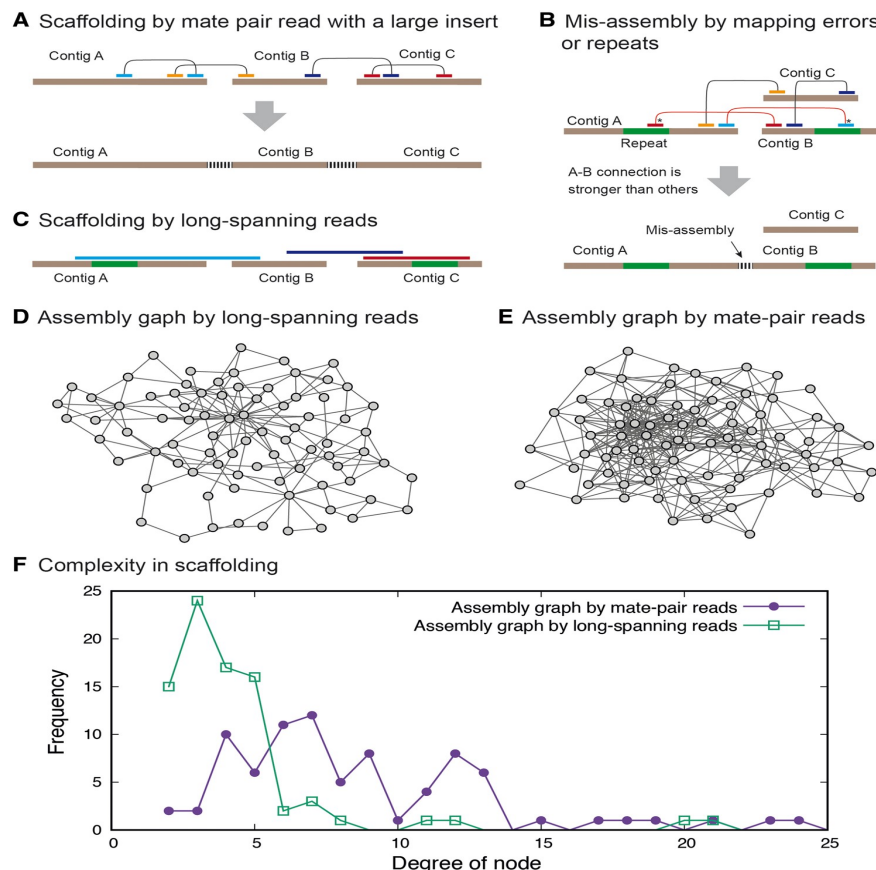 A Scaffolding by mate pair read with a large insert
Contig A
Contig B
Contig C
Contig A
Contig B
Contig C
B Mis-assembly by mapping errors
or repeats
Contig C
Contig A
*
*
Repeat
Contig B
A-B connection is
stronger than others
Contig C
Mis-assembly
Contig A
Contig B
C Scaffolding by long-spanning reads
Contig A
Contig B
Contig C
D Assembly gaph by long-spanning reads
E Assembly graph by mate-pair reads
F Complexity in scaffolding
25
20
15
10
5
0
Frequency
Assembly graph by mate-pair reads
Assembly graph by long-spanning reads
0 5 10 15 20 25
Degree of node